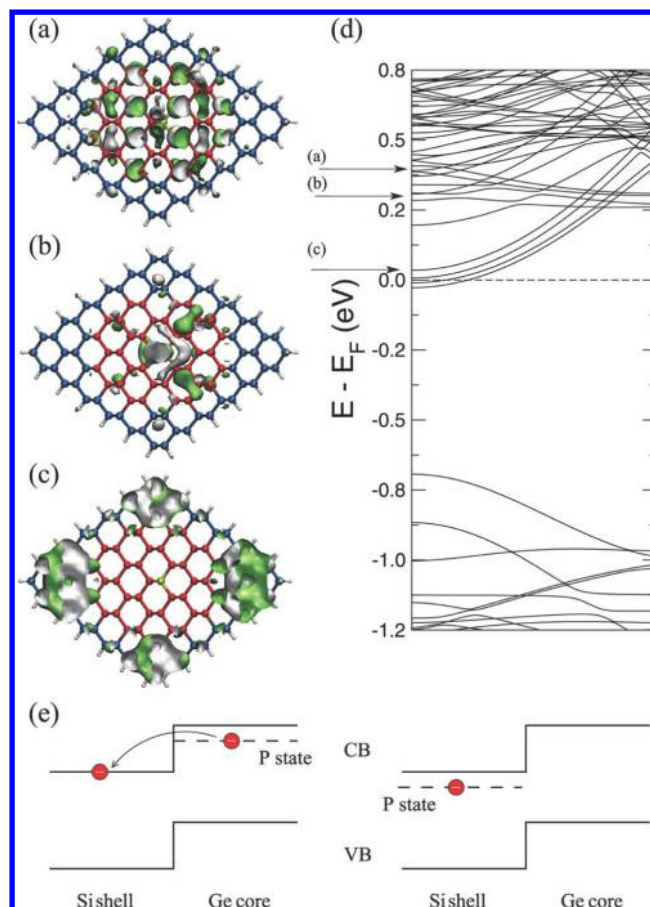 (a)
(b)
(c)
(d)
0.8
0.5
0.2
0.0
-0.2
-0.5
-0.8
-1.0
-1.2
E - E_F (eV)
(a)
(b)
(c)
(e)
P state
CB
P state
VB
Si shell
Ge core
Si shell
Ge core